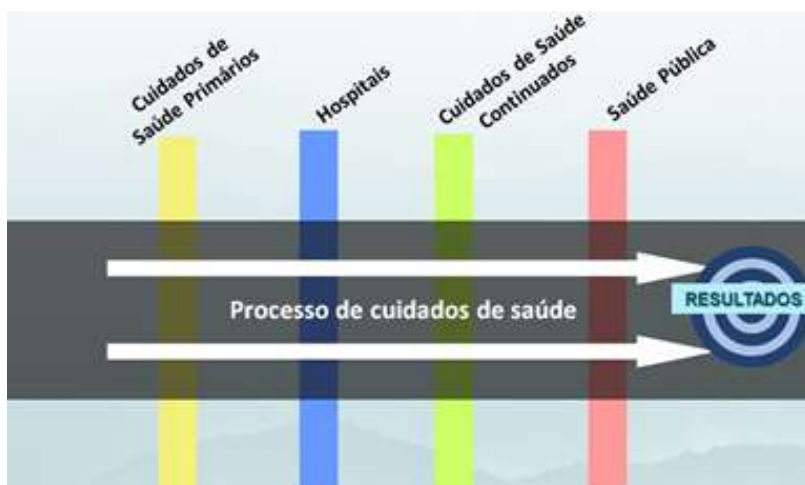 Cuidados de
Saúde Primários
Hospitais
Cuidados de Saúde
Continuados
Saúde Pública
RESULTADOS
Processo de cuidados de saúde